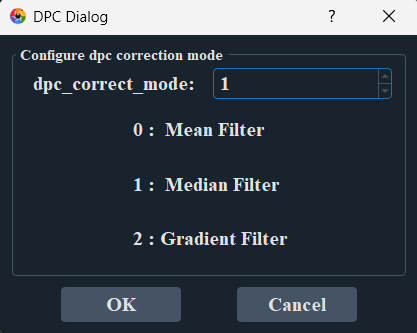 DPC Dialog ?
Configure dpc correction mode
dpc_correct_mode: 1
0 : Mean Filter
1 : Median Filter
2 : Gradient Filter
OK Cancel